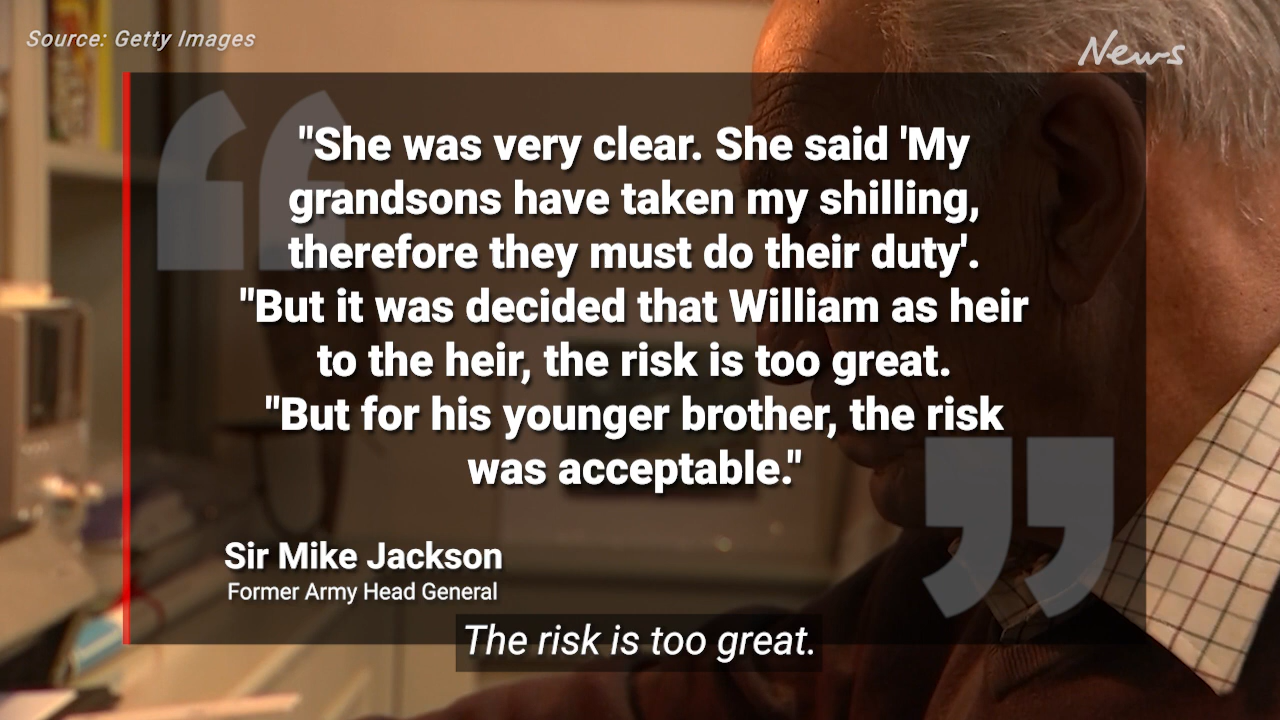 Source: Getty Images
News
"She was very clear. She said 'My
grandsons have taken my shilling,
therefore they must do their duty'.
"But it was decided that William as heir
to the heir, the risk is too great.
"But for his younger brother, the risk
was acceptable."
Sir Mike Jackson
Former Army Head General
The risk is too great.